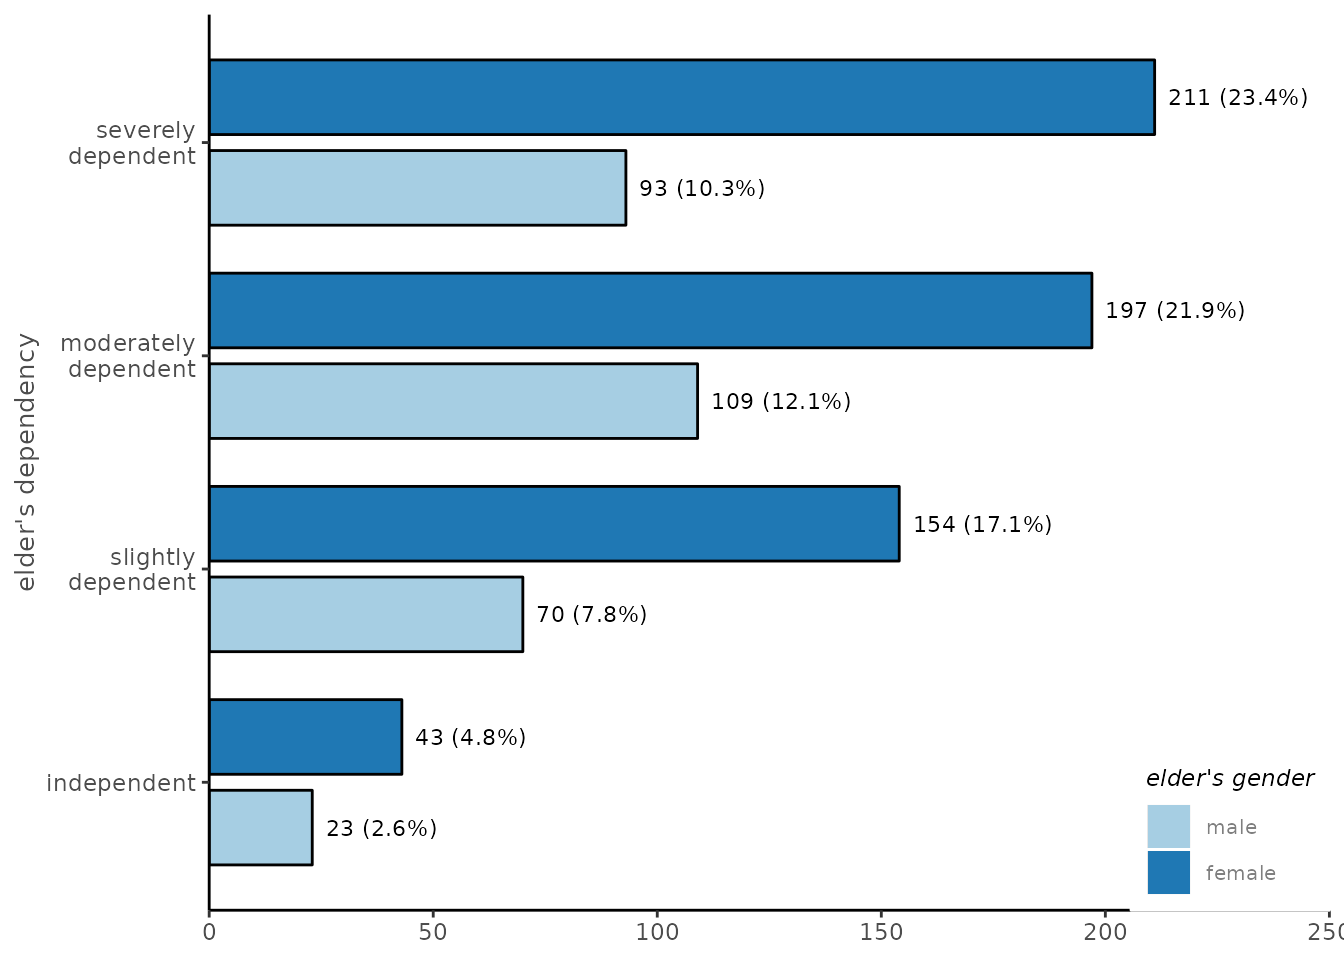 211 (23.4%)
severely
dependent
93 (10.3%)
197 (21.9%)
moderately
dependent
109 (12.1%)
elder's dependency
154 (17.1%)
slightly
dependent
70 (7.8%)
43 (4.8%)
independent
23 (2.6%)
elder's gender
male
female
0 50 100 150 200 250